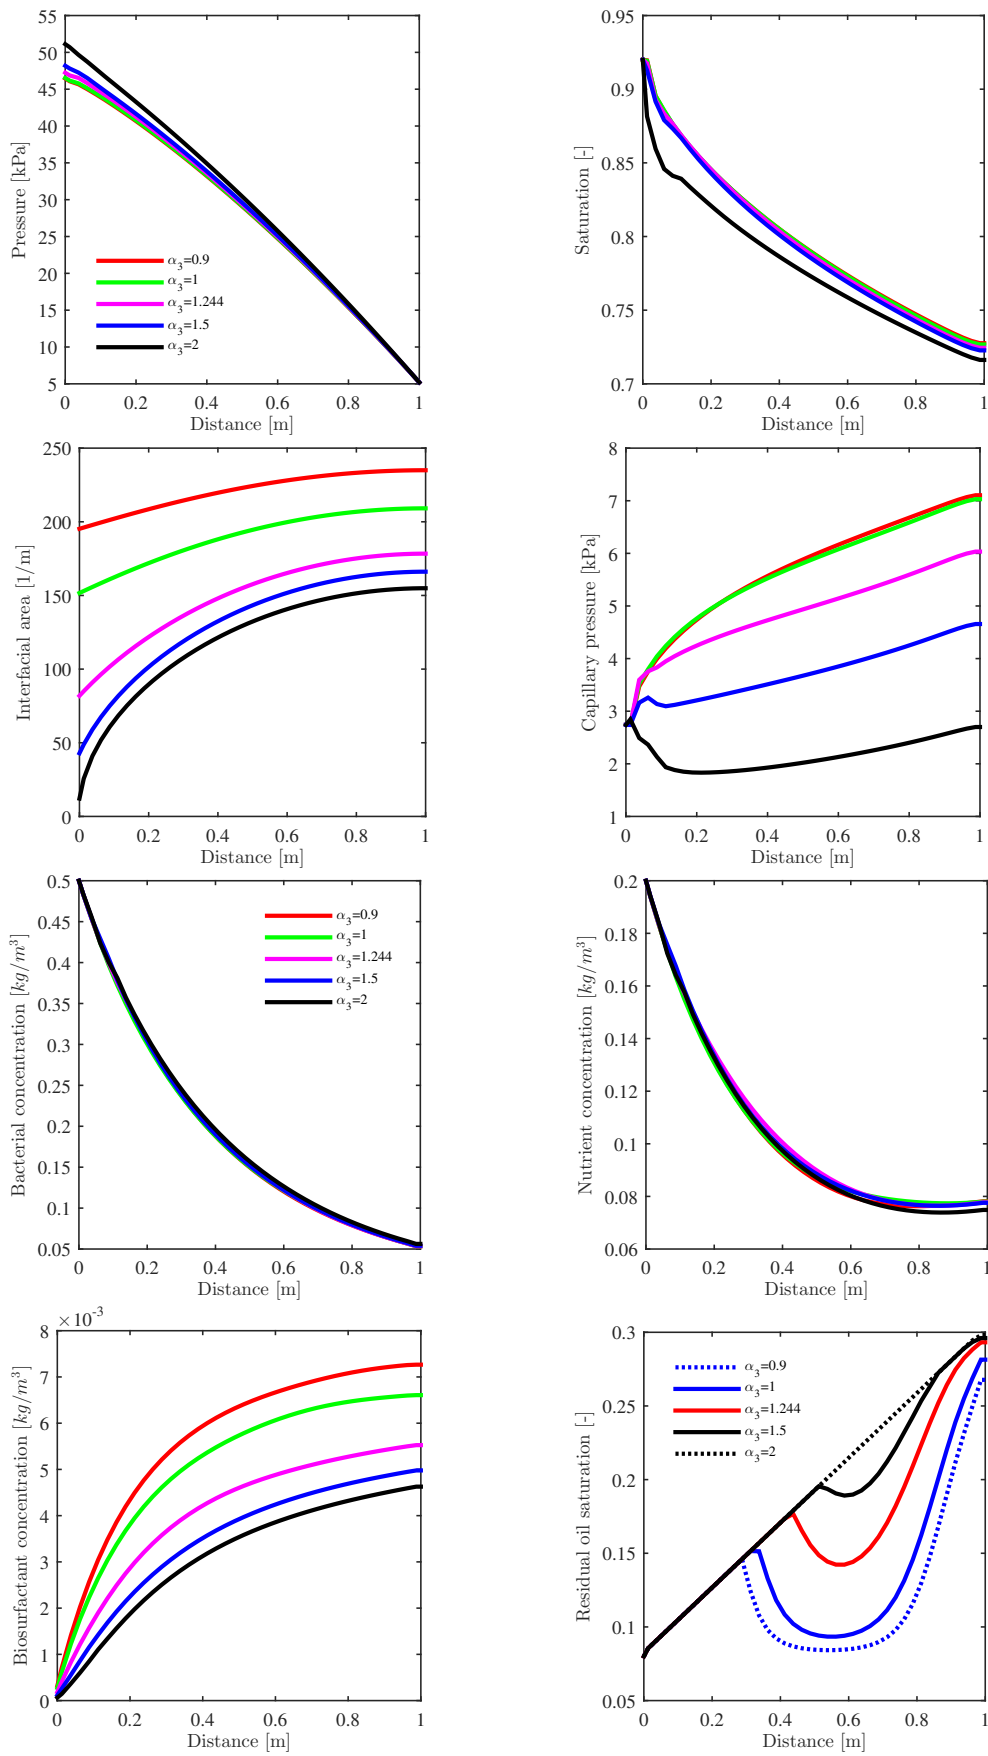 55
50
45
40
35
30
25
20
15
10
5
Pressure [kPa]
α3=0.9
α3=1
α3=1.244
α3=1.5
α3=2
0 0.2 0.4 0.6 0.8 1
Distance [m]
0.95
0.9
0.85
0.8
0.75
0.7
Saturation [-]
0 0.2 0.4 0.6 0.8 1
Distance [m]
250
200
150
100
50
0
Interfacial area [1/m]
0 0.2 0.4 0.6 0.8 1
Distance [m]
8
7
6
5
4
3
2
1
Capillary pressure [kPa]
0 0.2 0.4 0.6 0.8 1
Distance [m]
0.5
0.45
0.4
0.35
0.3
0.25
0.2
0.15
0.1
0.05
Bacterial concentration [kg/m³]
α3=0.9
α3=1
α3=1.244
α3=1.5
α3=2
0 0.2 0.4 0.6 0.8 1
Distance [m]
0.2
0.18
0.16
0.14
0.12
0.1
0.08
0.06
Nutrient concentration [kg/m³]
0 0.2 0.4 0.6 0.8 1
Distance [m]
×10⁻³
8
7
6
5
4
3
2
1
0
Biosurfactant concentration [kg/m³]
0 0.2 0.4 0.6 0.8 1
Distance [m]
0.3
0.25
0.2
0.15
0.1
0.05
Residual oil saturation [-]
α3=0.9
α3=1
α3=1.244
α3=1.5
α3=2
0 0.2 0.4 0.6 0.8 1
Distance [m]